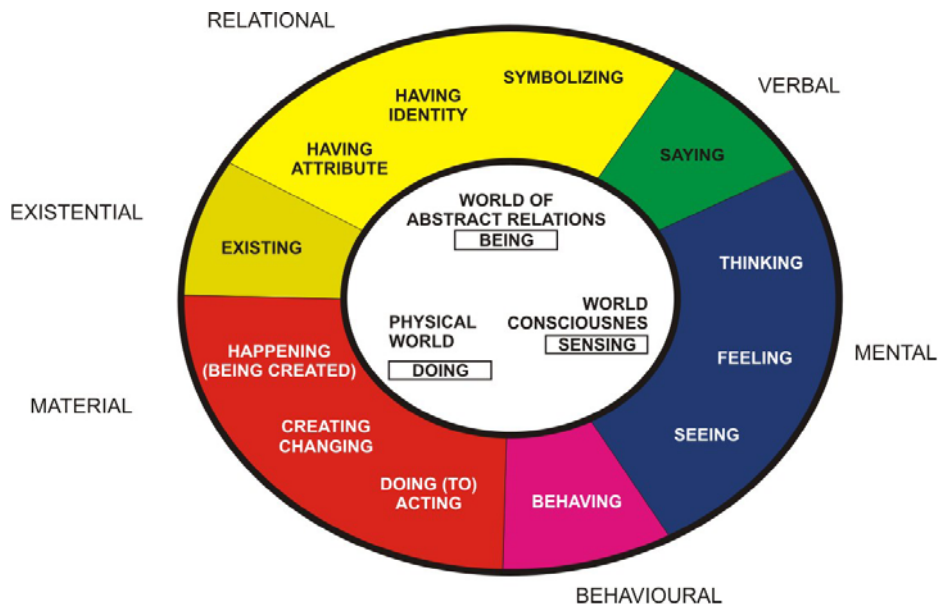 RELATIONAL
SYMBOLIZING
HAVING
IDENTITY
HAVING
ATTRIBUTE
VERBAL
SAYING
EXISTENTIAL
EXISTING
WORLD OF
ABSTRACT RELATIONS
BEING
THINKING
PHYSICAL
WORLD
DOING
WORLD
CONSCIOUSNES
SENSING
FEELING
MENTAL
SEEING
MATERIAL
HAPPENING
(BEING CREATED)
CREATING
CHANGING
DOING (TO)
ACTING
BEHAVING
BEHAVIOURAL